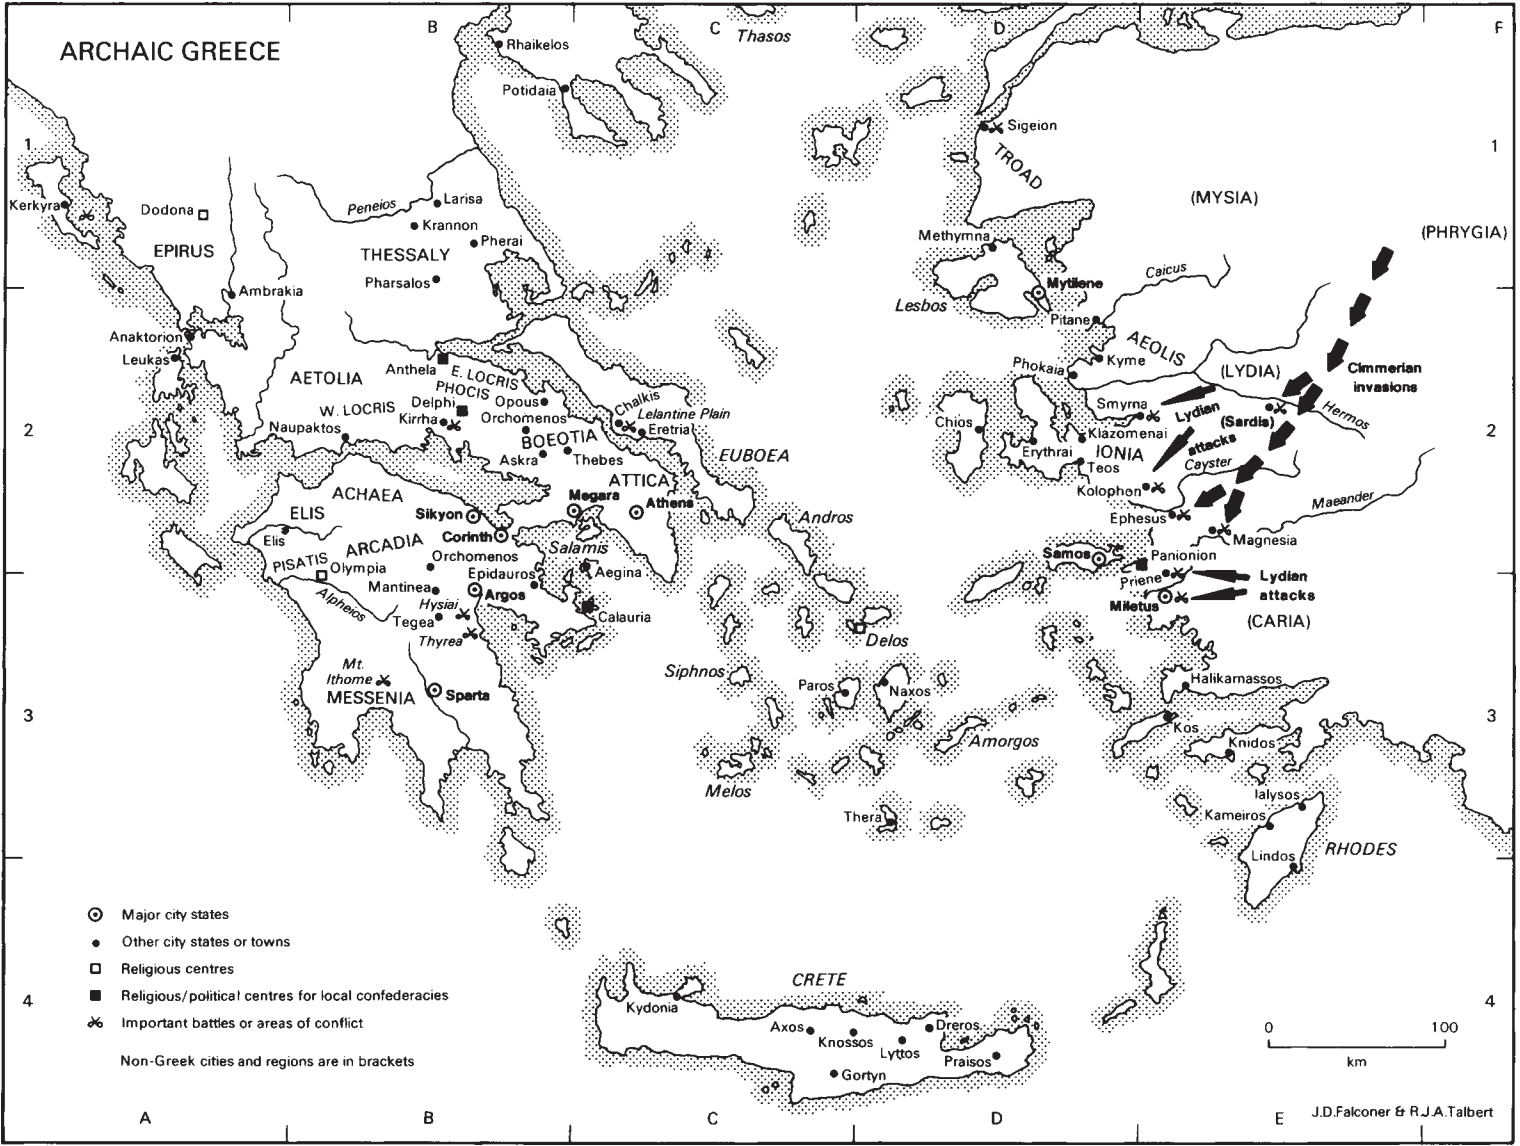 ARCHAIC GREECE
B
C
D
F
Thasos
Rhaikelos
Potidaia
Sigeion
TROAD
1
1
(MYSIA)
(PHRYGIA)
Kerkyra
Dodona
EPIRUS
Peneios
Larisa
Krannon
THESSALY
Pherai
Pharsalos
Ambrakia
Anaktorion
Leukas
Methymna
Mytilene
Lesbos
Caicus
Pitane
AEOLIS
Kyme
Phokaia
(LYDIA)
Cimmerian
invasions
Hermos
AETOLIA
Anthela
E. LOCRIS
PHOCIS
W. LOCRIS
Delphi
Kirrha
Opous
Orchomenos
Chalkis
Lelantine Plain
Eretria
Naupaktos
BOEOTIA
Askra
Thebes
EUBOEA
ATTICA
2
2
Chios
Smyrna
Lydian
attacks
(Sardis)
Klazomenai
Erythrai
IONIA
Teos
Cayster
Kolophon
Ephesus
Maeander
Magnesia
ACHAEA
ELIS
Elis
Sikyon
Megara
Athens
Corinth
ARCADIA
Salamis
Andros
Samos
Panionion
PISATIS
Olympia
Orchomenos
Epidauros
Aegina
Mantinea
Argos
Alpheios
Hysiai
Tegea
Calauria
Thyrea
Priene
Lydian
attacks
Miletus
(CARIA)
Delos
Mt.
Ithome
MESSENIA
Sparta
Siphnos
Paros
Naxos
Halikarnassos
3
3
Kos
Knidos
Amorgos
Melos
Thera
Ialysos
Kameiros
Lindos
RHODES
Major city states
Other city states or towns
Religious centres
Religious/political centres for local confederacies
Important battles or areas of conflict
Non-Greek cities and regions are in brackets
4
4
CRETE
Kydonia
Axos
Knossos
Dreros
Lyttos
Praisos
Gortyn
0
100
km
A
B
C
D
E
J.D.Falconer & R.J.A.Talbert